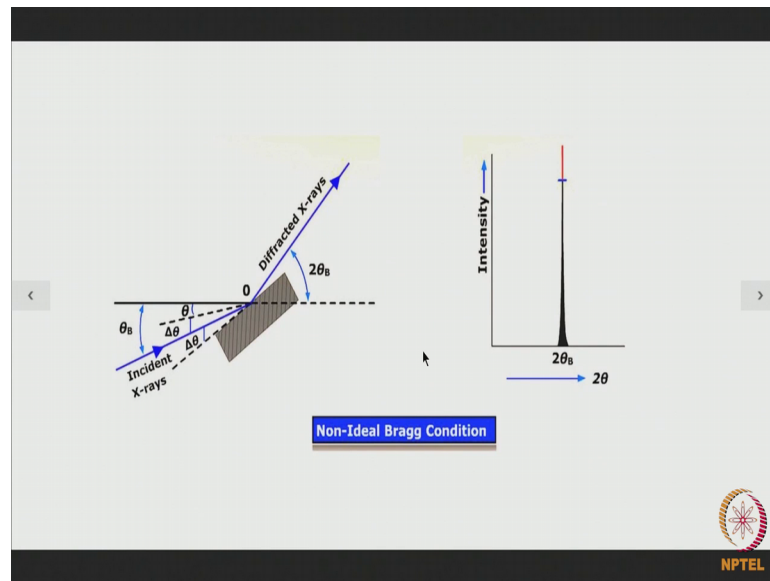 Diffracted X-rays
2θB
0
θ
θB
Δθ
Δθ
Incident
X-rays
Intensity
2θB
2θ
Non-Ideal Bragg Condition
NPTEL